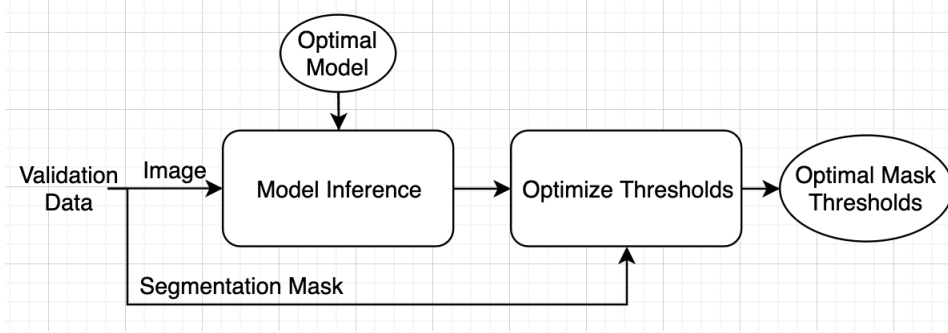 Optimal
Model
Validation
Data
Image
Model Inference
Optimize Thresholds
Optimal Mask
Thresholds
Segmentation Mask